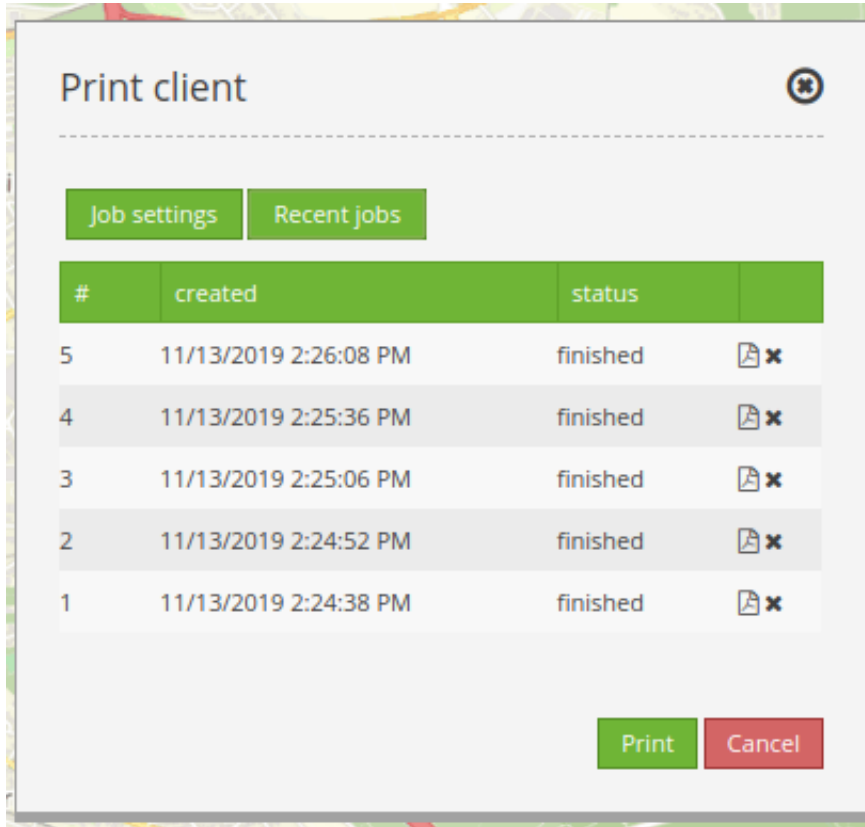 Print client
Job settings Recent jobs
# created status
5 11/13/2019 2:26:08 PM finished
4 11/13/2019 2:25:36 PM finished
3 11/13/2019 2:25:06 PM finished
2 11/13/2019 2:24:52 PM finished
1 11/13/2019 2:24:38 PM finished
Print Cancel